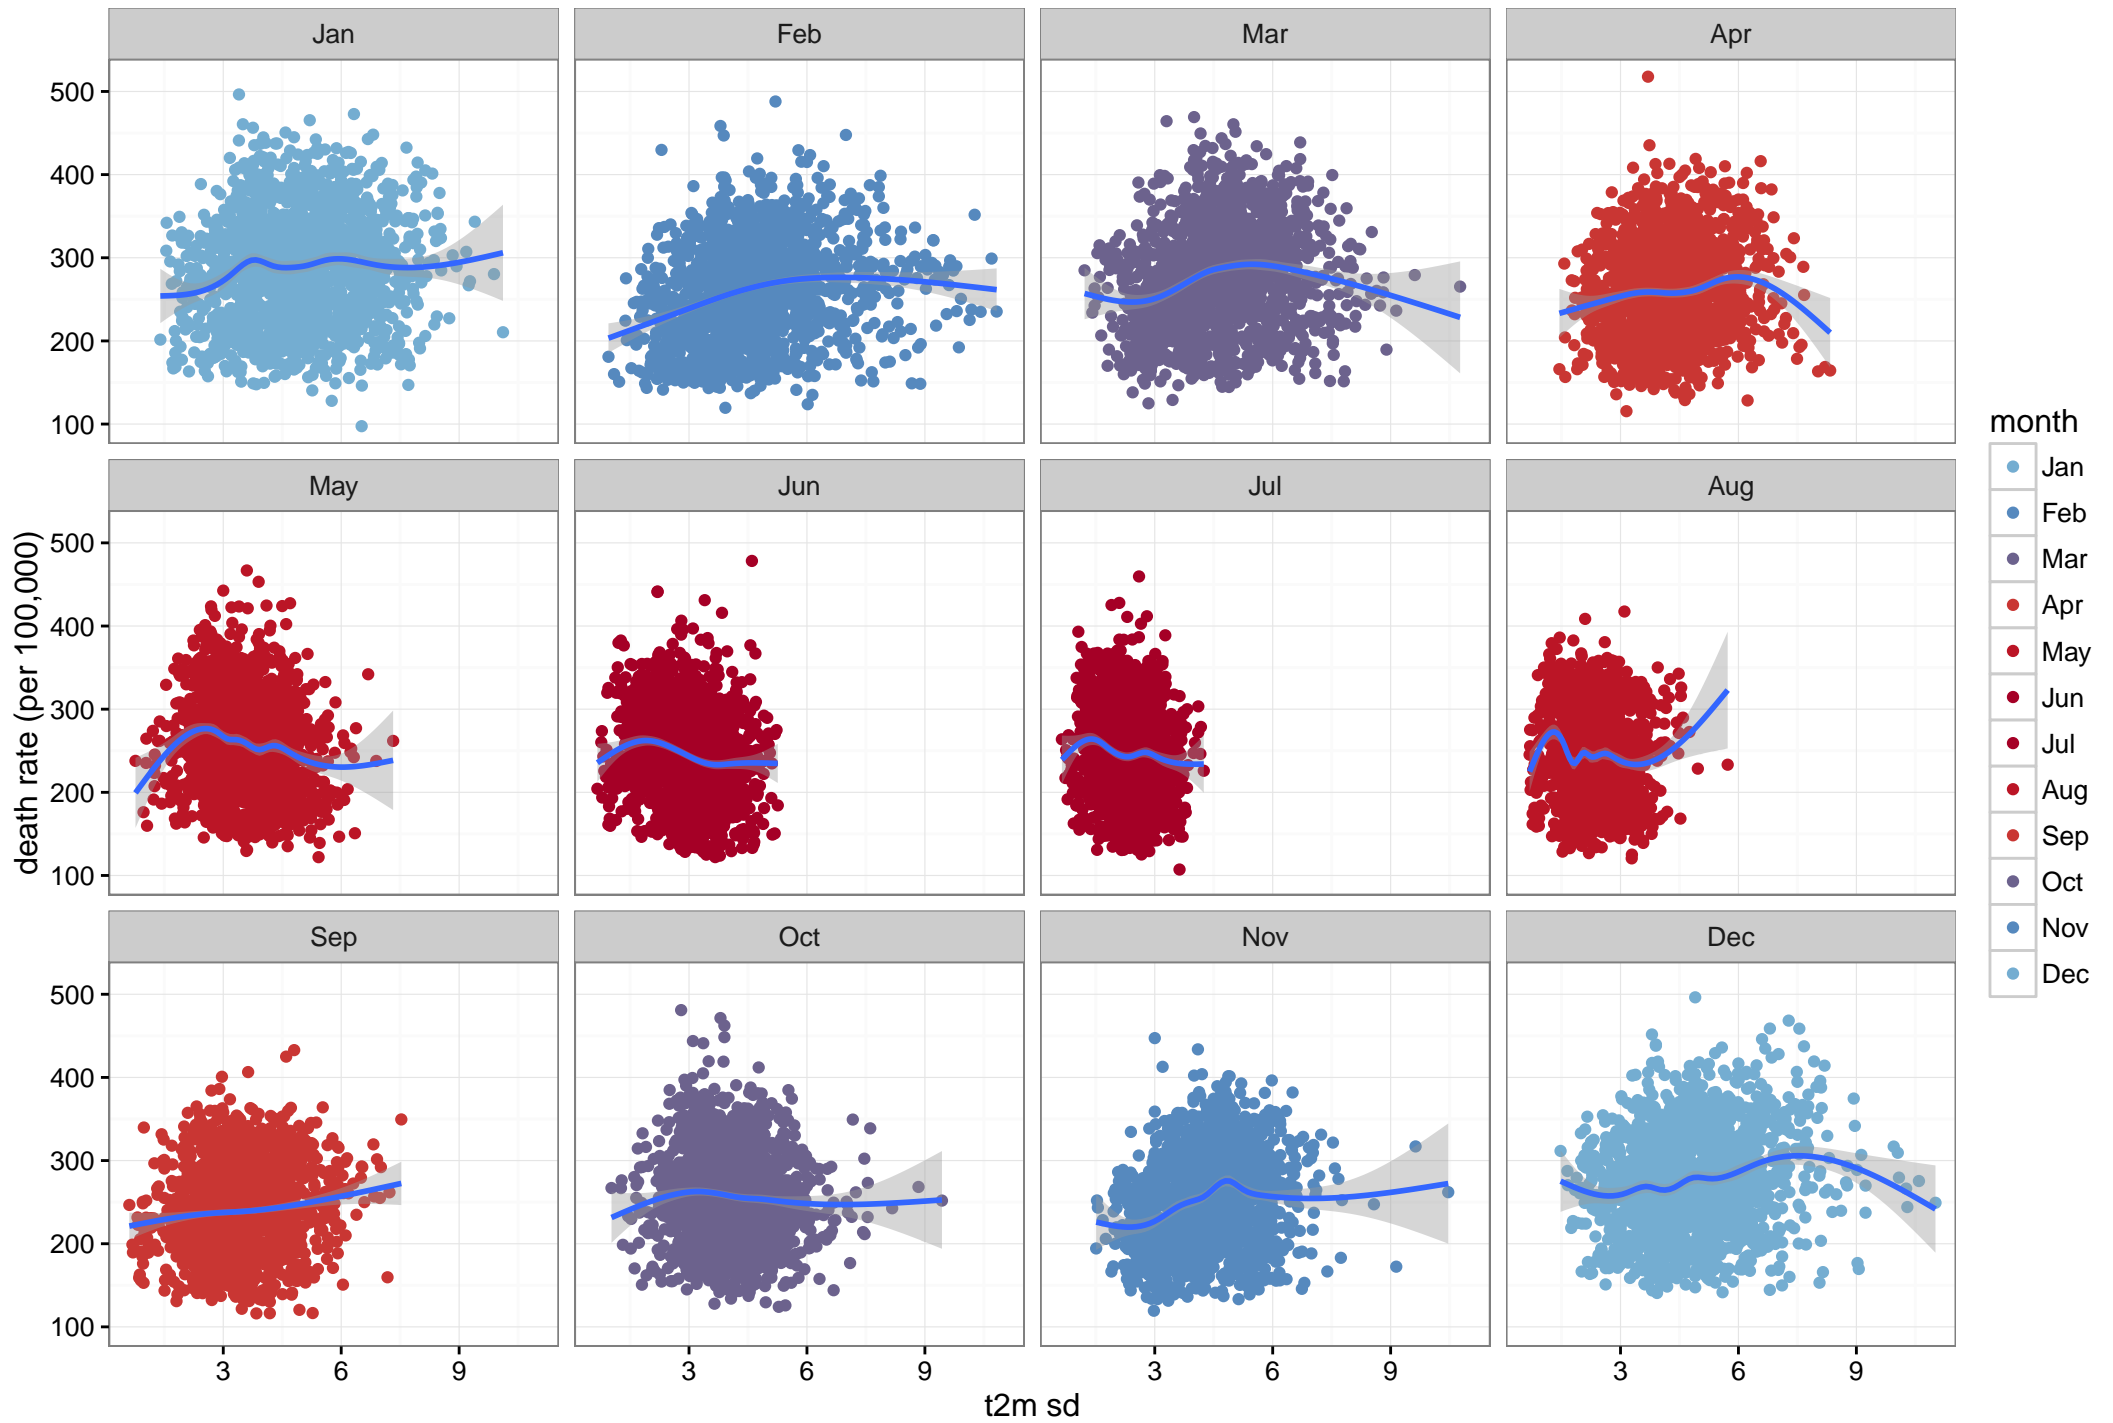 Jan Feb Mar Apr
500
400
300
200
100
May Jun Jul Aug
death rate (per 100,000)
500
400
300
200
100
Sep Oct Nov Dec
500
400
300
200
100
3 6 9 3 6 9 3 6 9 3 6 9
t2m sd
month
Jan
Feb
Mar
Apr
May
Jun
Jul
Aug
Sep
Oct
Nov
Dec